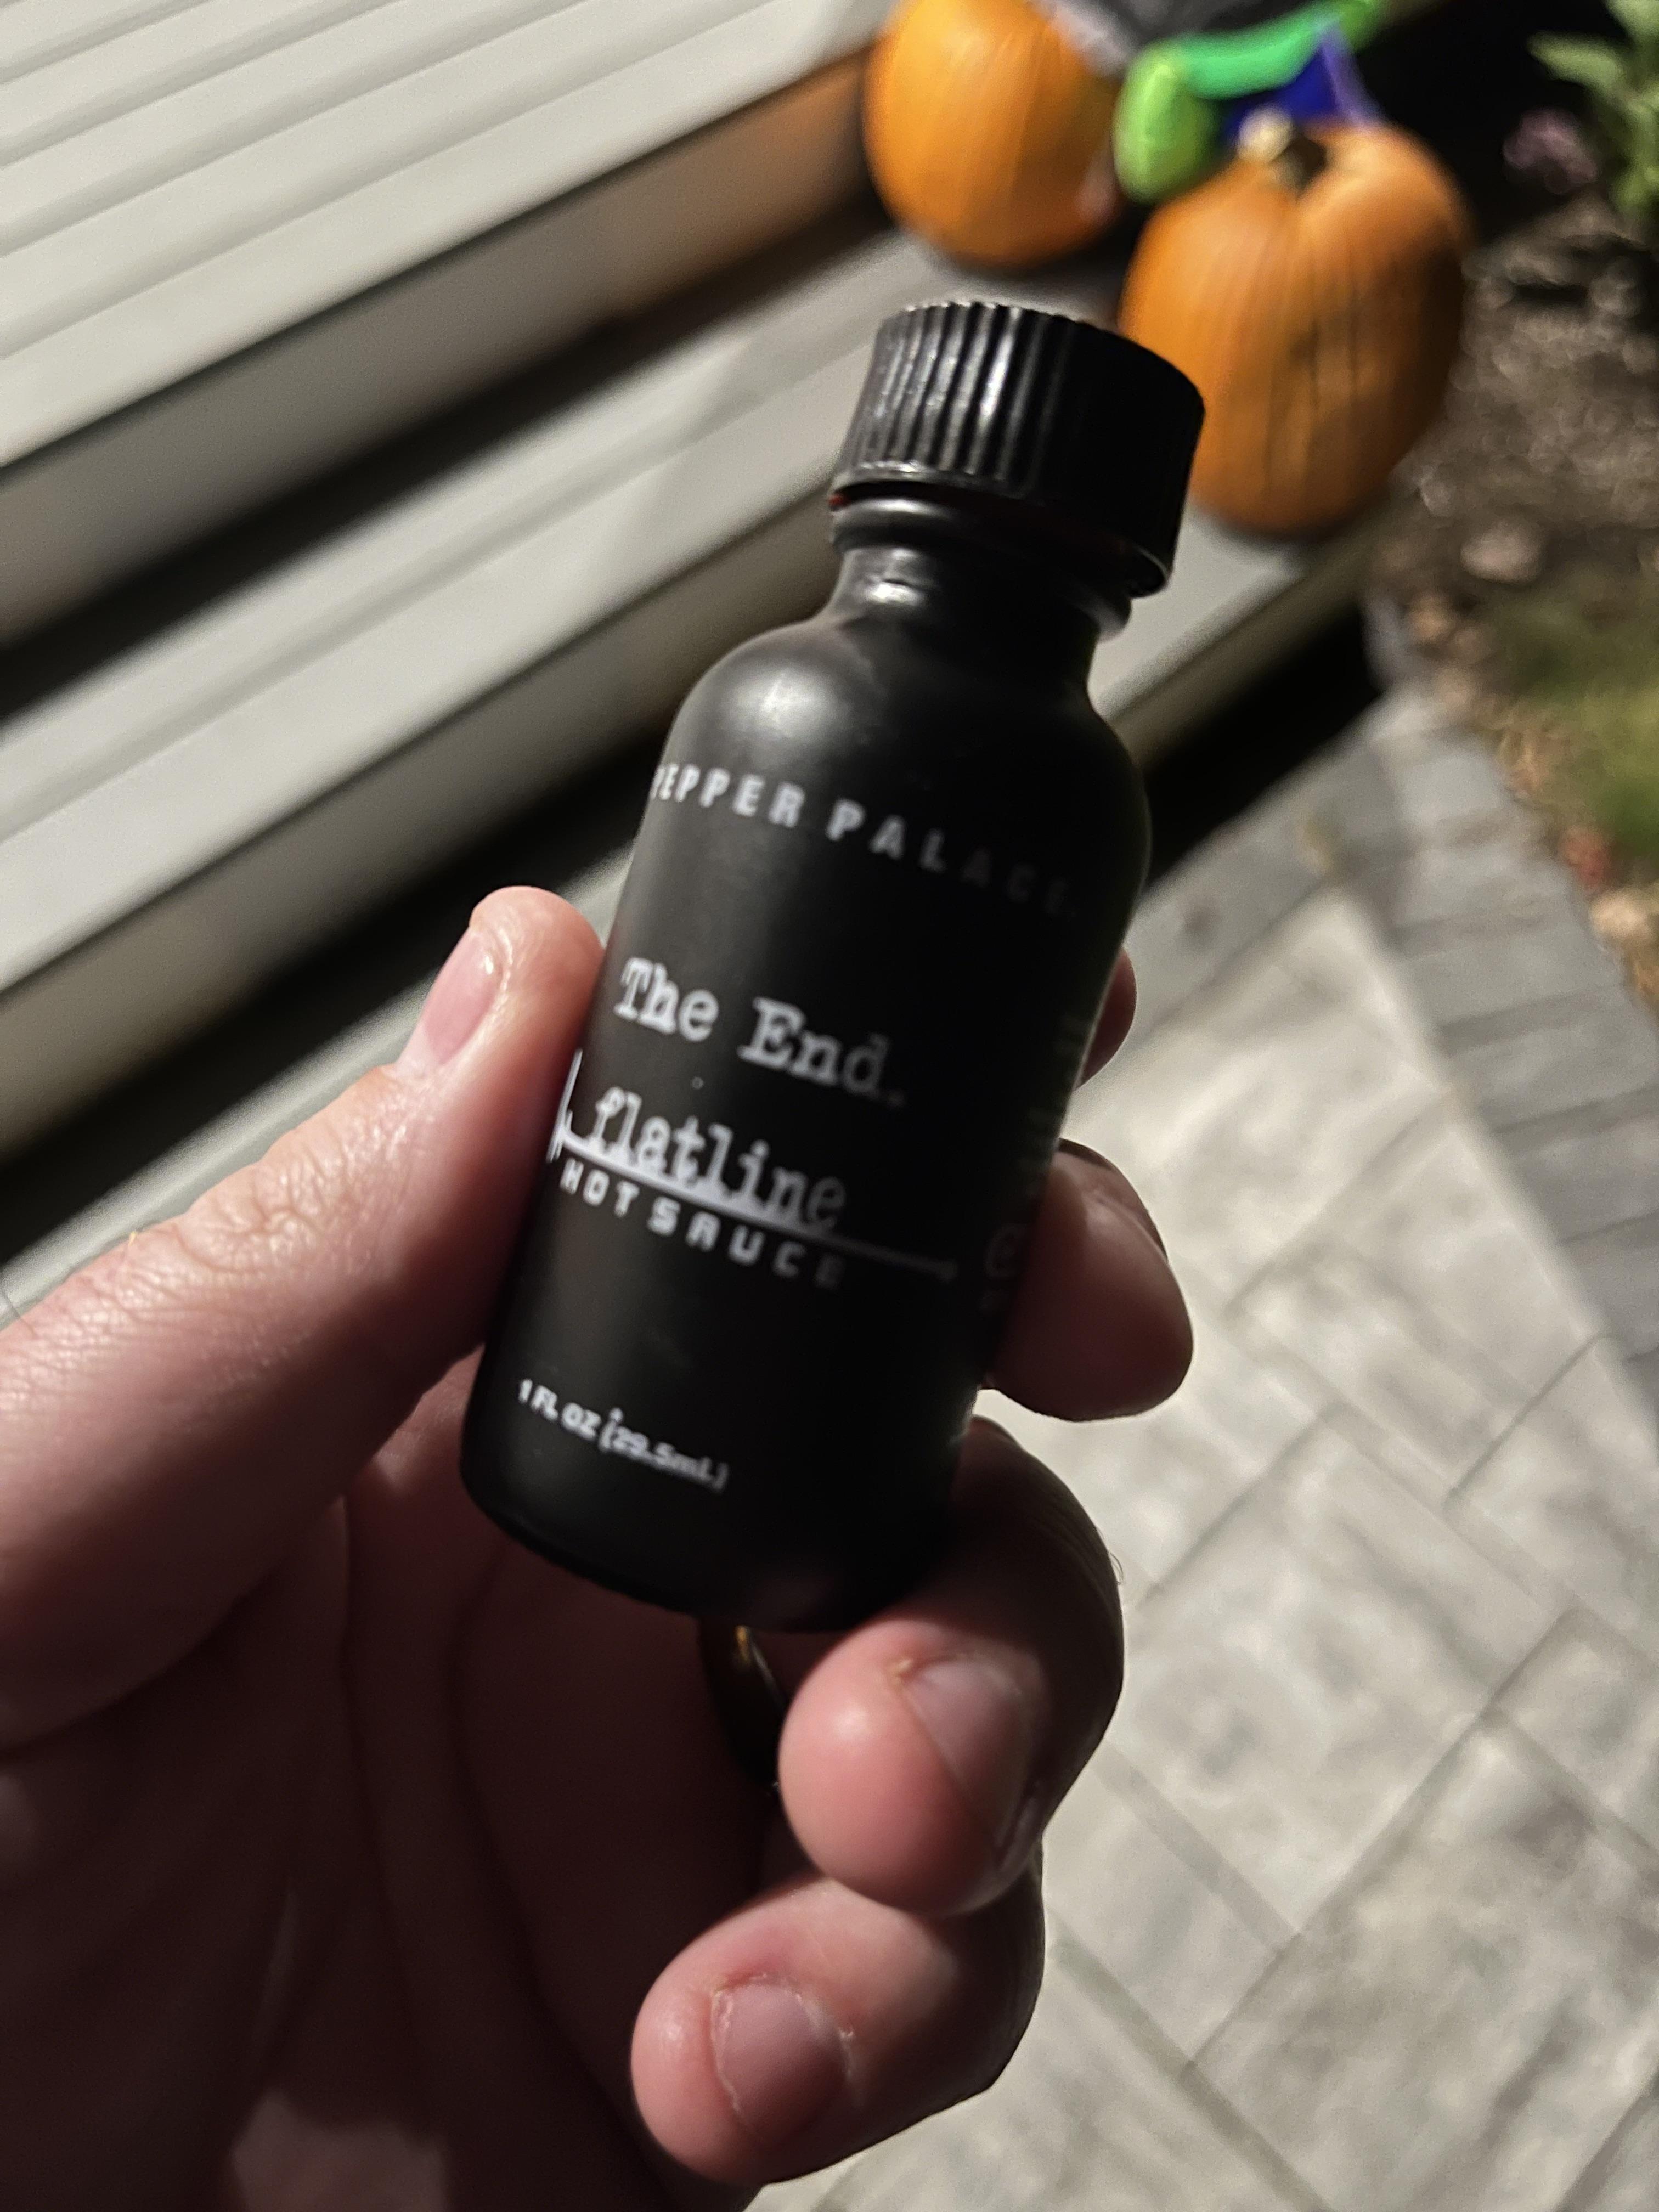 PEPPER PALACE
The End.
flatline
HOT SAUCE
1 FL OZ (29.5mL)